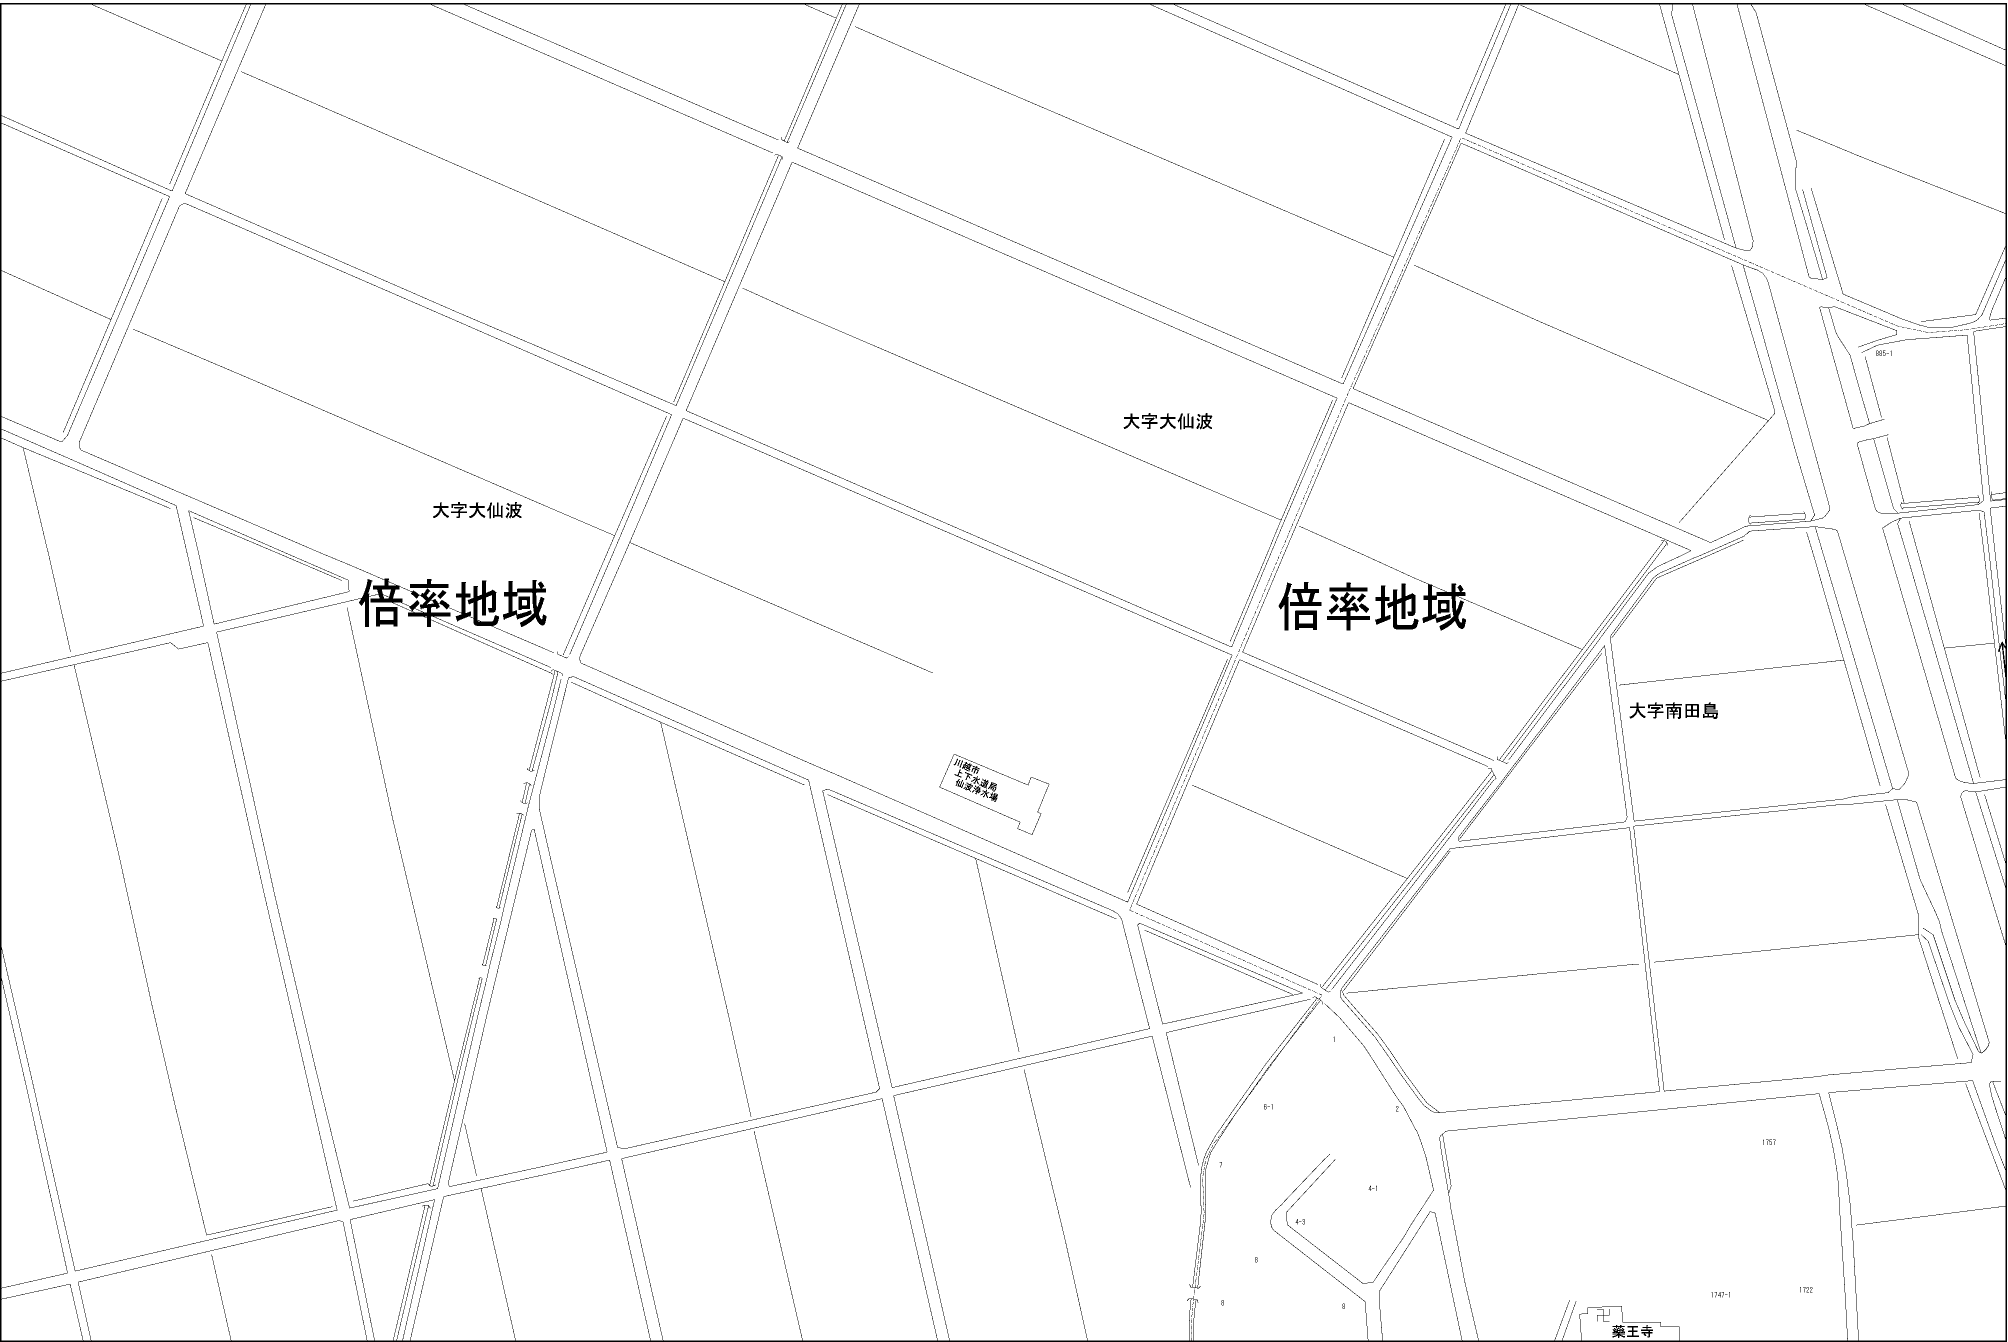 885-1
大字大仙波
大字大仙波
倍率地域
倍率地域
大字南田島
川越市
上下水道局
仙波浄水場
1
6-1
2
1757
7
4-1
4-3
8
1747-1
1722
8
9
薬王寺